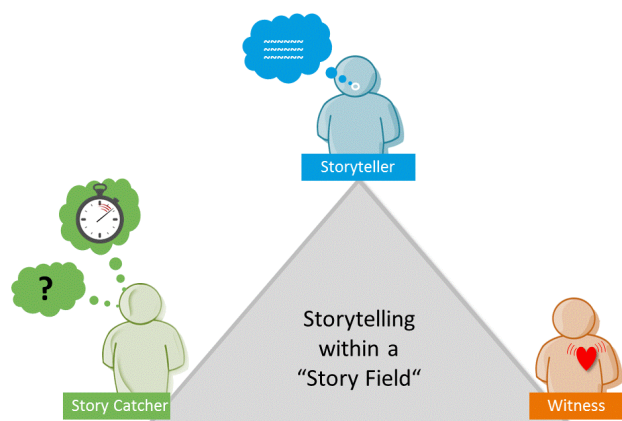 ~~~~~~
~~~~~~
~~~~~~
Storyteller
?
Storytelling
within a
“Story Field“
Story Catcher
Witness